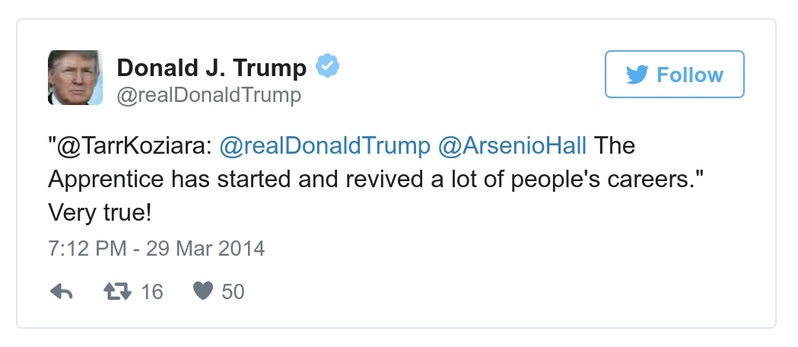 Donald J. Trump
@realDonaldTrump
Follow
"@TarrKoziara: @realDonaldTrump @ArsenioHall The
Apprentice has started and revived a lot of people's careers."
Very true!
7:12 PM - 29 Mar 2014
16 50